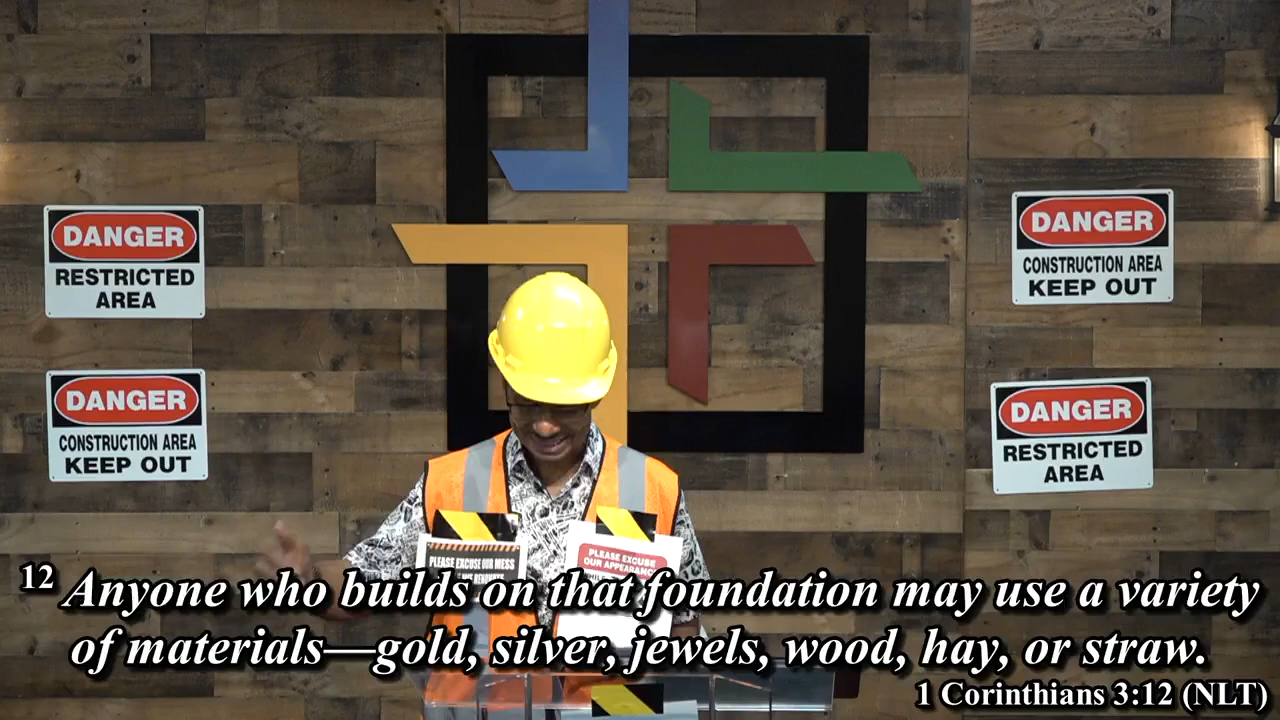 DANGER
RESTRICTED
AREA
DANGER
CONSTRUCTION AREA
KEEP OUT
DANGER
CONSTRUCTION AREA
KEEP OUT
DANGER
RESTRICTED
AREA
PLEASE EXCUSE OUR MESS
PLEASE EXCUSE
OUR APPEARANCE
12 Anyone who builds on that foundation may use a variety
of materials—gold, silver, jewels, wood, hay, or straw.
1 Corinthians 3:12 (NLT)